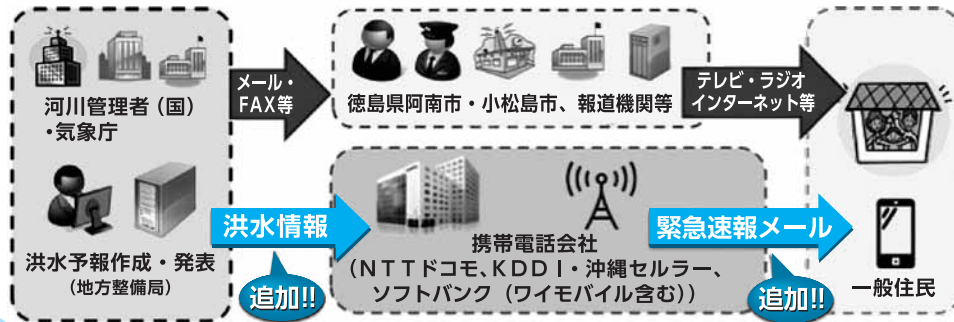 河川管理者（国）
・気象庁
洪水予報作成・発表
（地方整備局）
メール・
FAX等
徳島県阿南市・小松島市、報道機関等
テレビ・ラジオ
インターネット等
洪水情報
追加!!
携帯電話会社
（NTTドコモ、KDDI・沖縄セルラー、
ソフトバンク（ワイモバイル含む））
緊急速報メール
追加!!
一般住民